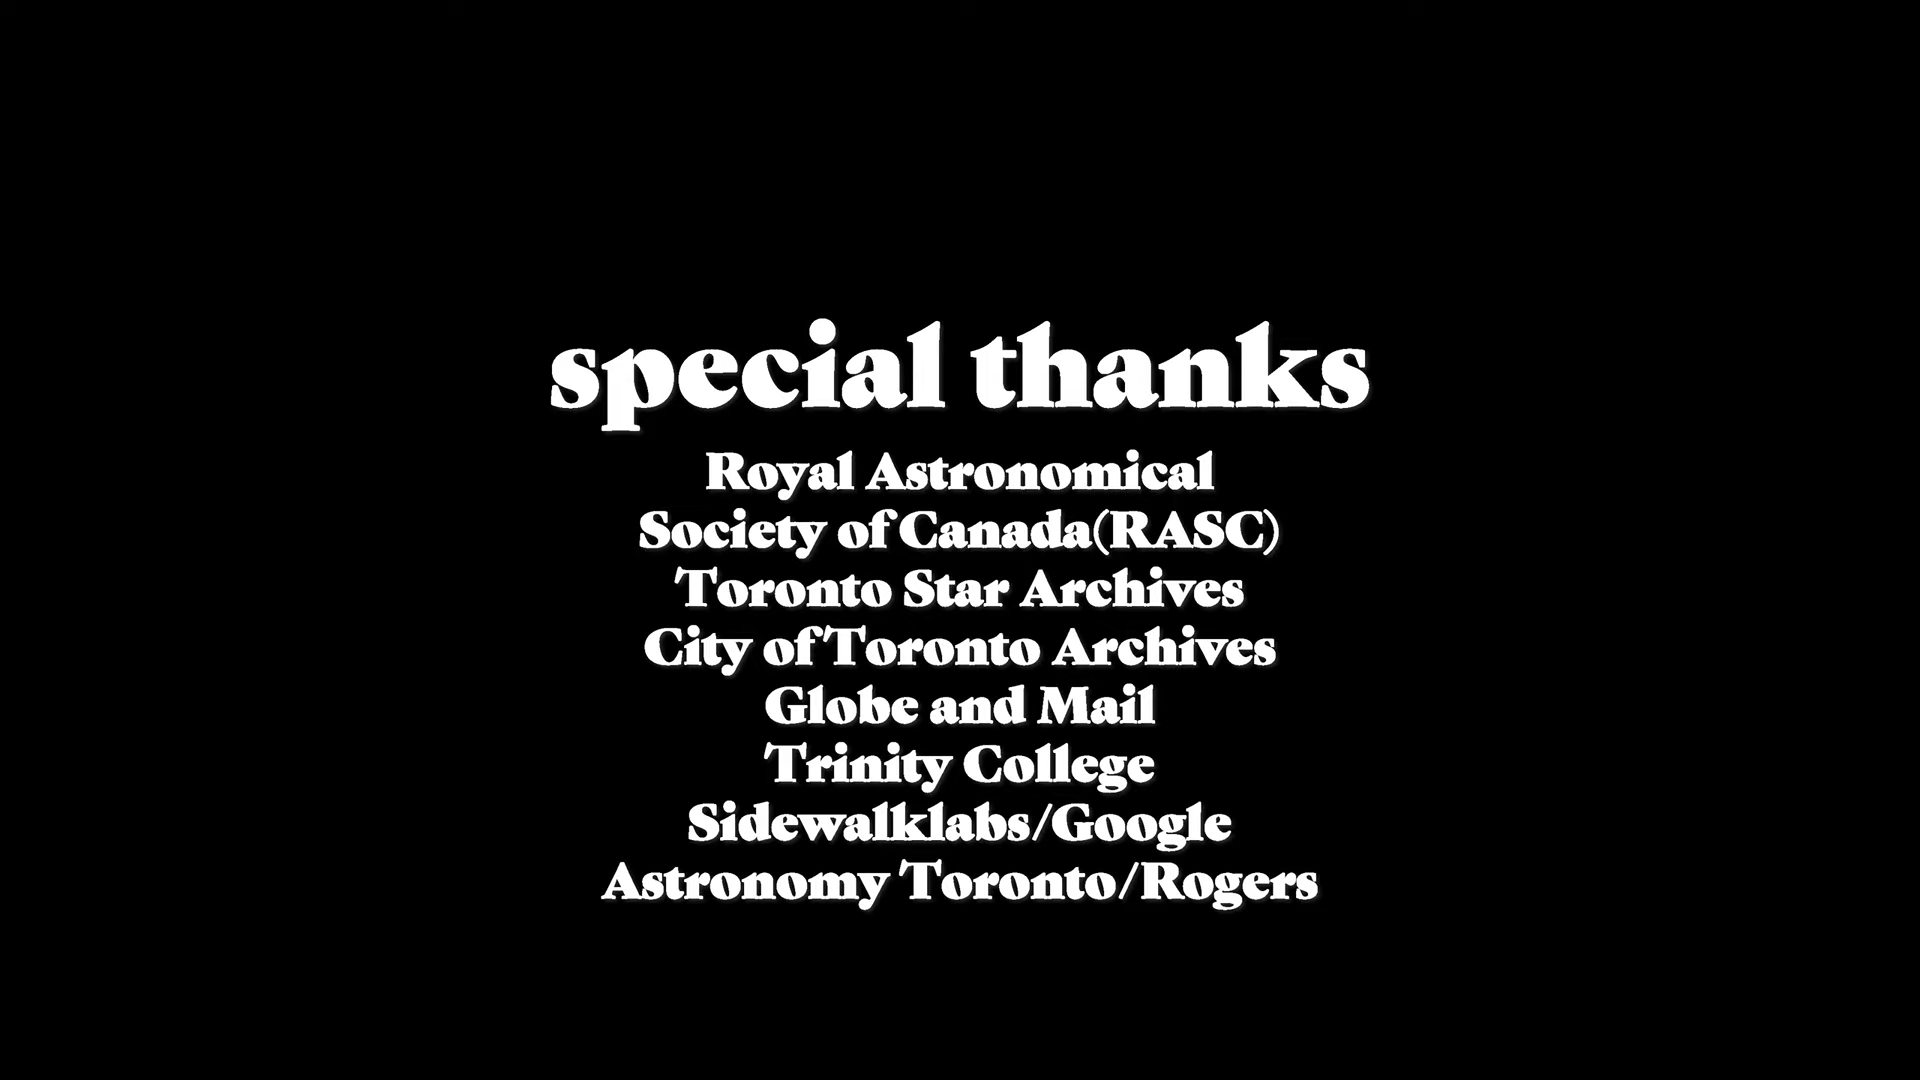 special thanks
Royal Astronomical
Society of Canada(RASC)
Toronto Star Archives
City of Toronto Archives
Globe and Mail
Trinity College
Sidewalklabs/Google
Astronomy Toronto/Rogers